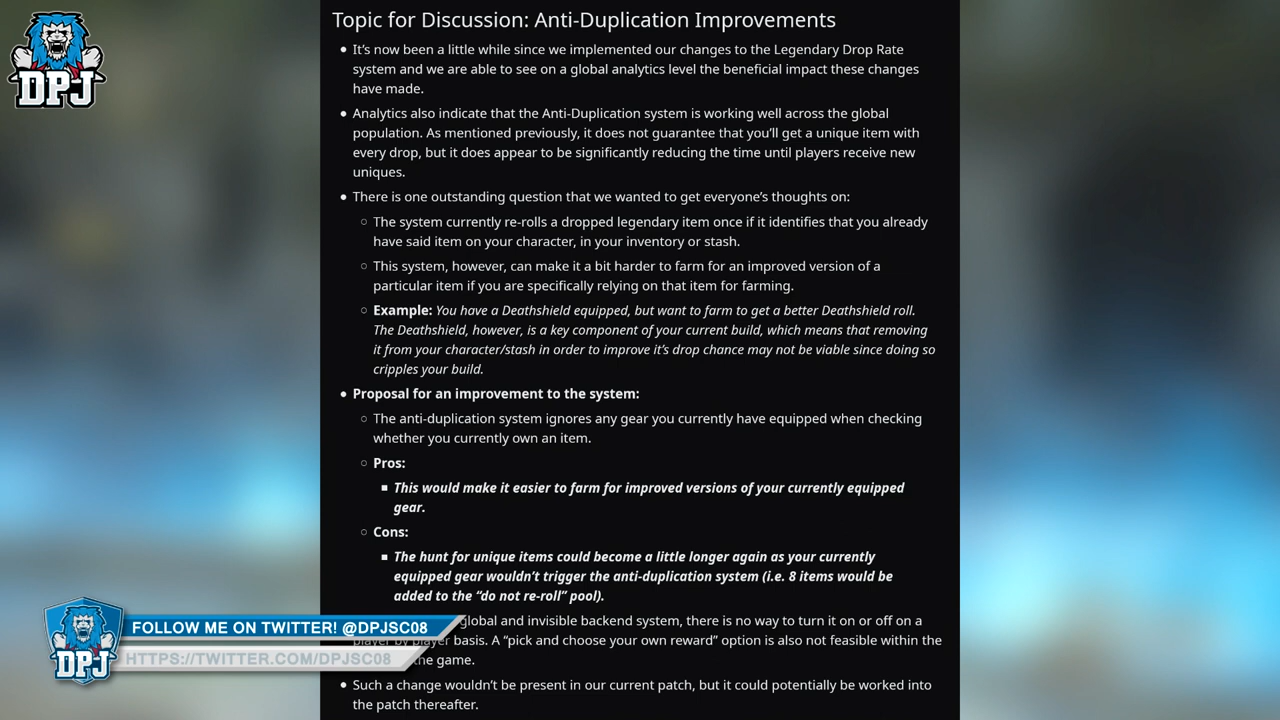 DPJ
Topic for Discussion: Anti-Duplication Improvements
• It's now been a little while since we implemented our changes to the Legendary Drop Rate
system and we are able to see on a global analytics level the beneficial impact these changes
have made.
• Analytics also indicate that the Anti-Duplication system is working well across the global
population. As mentioned previously, it does not guarantee that you'll get a unique item with
every drop, but it does appear to be significantly reducing the time until players receive new
uniques.
• There is one outstanding question that we wanted to get everyone's thoughts on:
○ The system currently re-rolls a dropped legendary item once if it identifies that you already
have said item on your character, in your inventory or stash.
○ This system, however, can make it a bit harder to farm for an improved version of a
particular item if you are specifically relying on that item for farming.
○ Example: You have a Deathshield equipped, but want to farm to get a better Deathshield roll.
The Deathshield, however, is a key component of your current build, which means that removing
it from your character/stash in order to improve it's drop chance may not be viable since doing so
cripples your build.
• Proposal for an improvement to the system:
○ The anti-duplication system ignores any gear you currently have equipped when checking
whether you currently own an item.
○ Pros:
▪ This would make it easier to farm for improved versions of your currently equipped
gear.
○ Cons:
▪ The hunt for unique items could become a little longer again as your currently
equipped gear wouldn't trigger the anti-duplication system (i.e. 8 items would be
added to the “do not re-roll” pool).
global and invisible backend system, there is no way to turn it on or off on a
player by player basis. A “pick and choose your own reward” option is also not feasible within the
the game.
• Such a change wouldn't be present in our current patch, but it could potentially be worked into
the patch thereafter.
FOLLOW ME ON TWITTER! @DPJSC08
HTTPS://TWITTER.COM/DPJSC08
DPJ